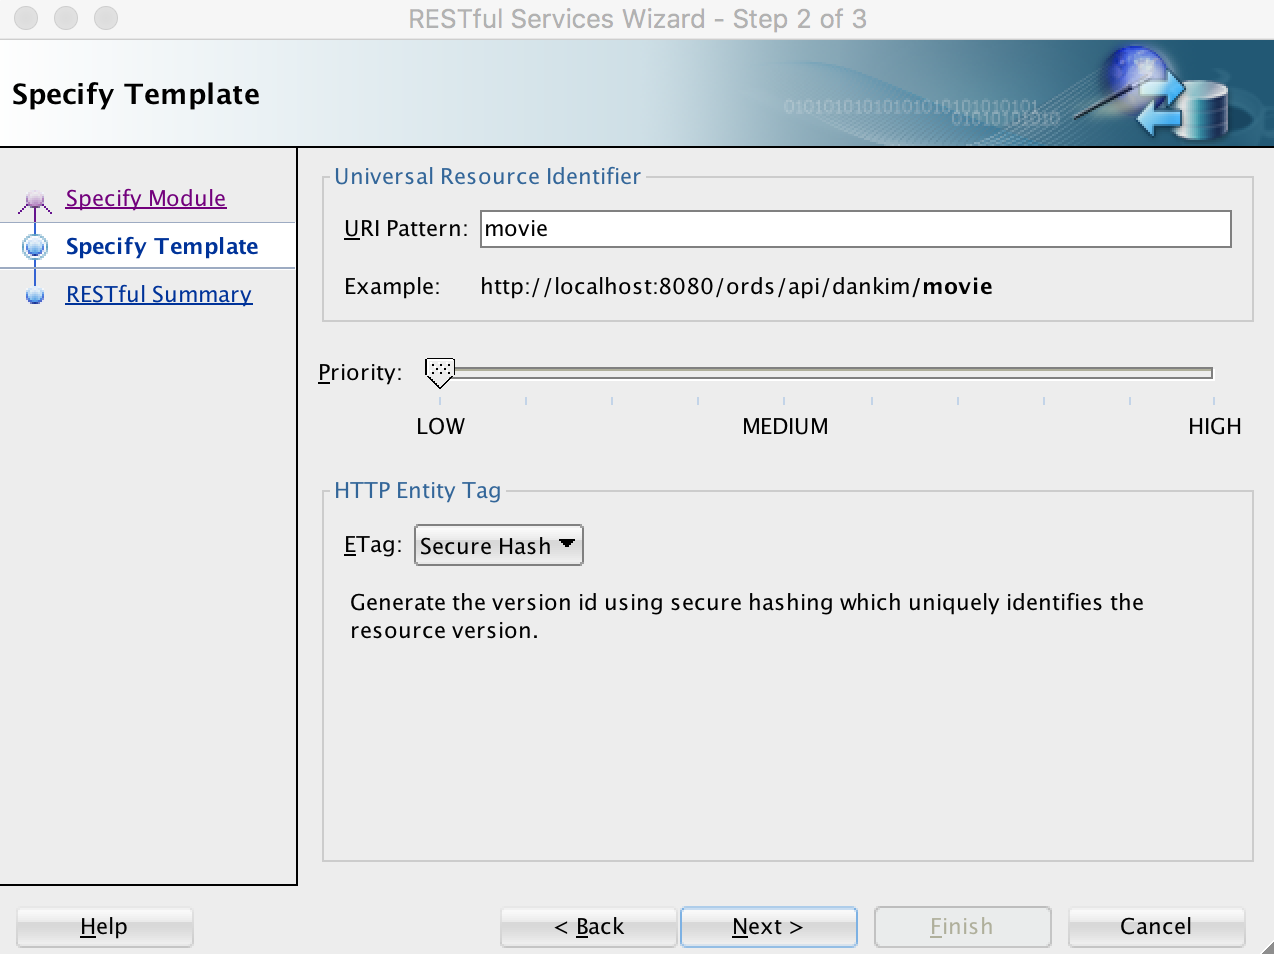 RESTful Services Wizard - Step 2 of 3
Specify Template
01010101010101010101010101
01010101010
Specify Module
Specify Template
RESTful Summary
Universal Resource Identifier
URI Pattern: movie
Example: http://localhost:8080/ords/api/dankim/movie
Priority:
LOW MEDIUM HIGH
HTTP Entity Tag
ETag: Secure Hash
Generate the version id using secure hashing which uniquely identifies the
resource version.
Help < Back Next > Finish Cancel